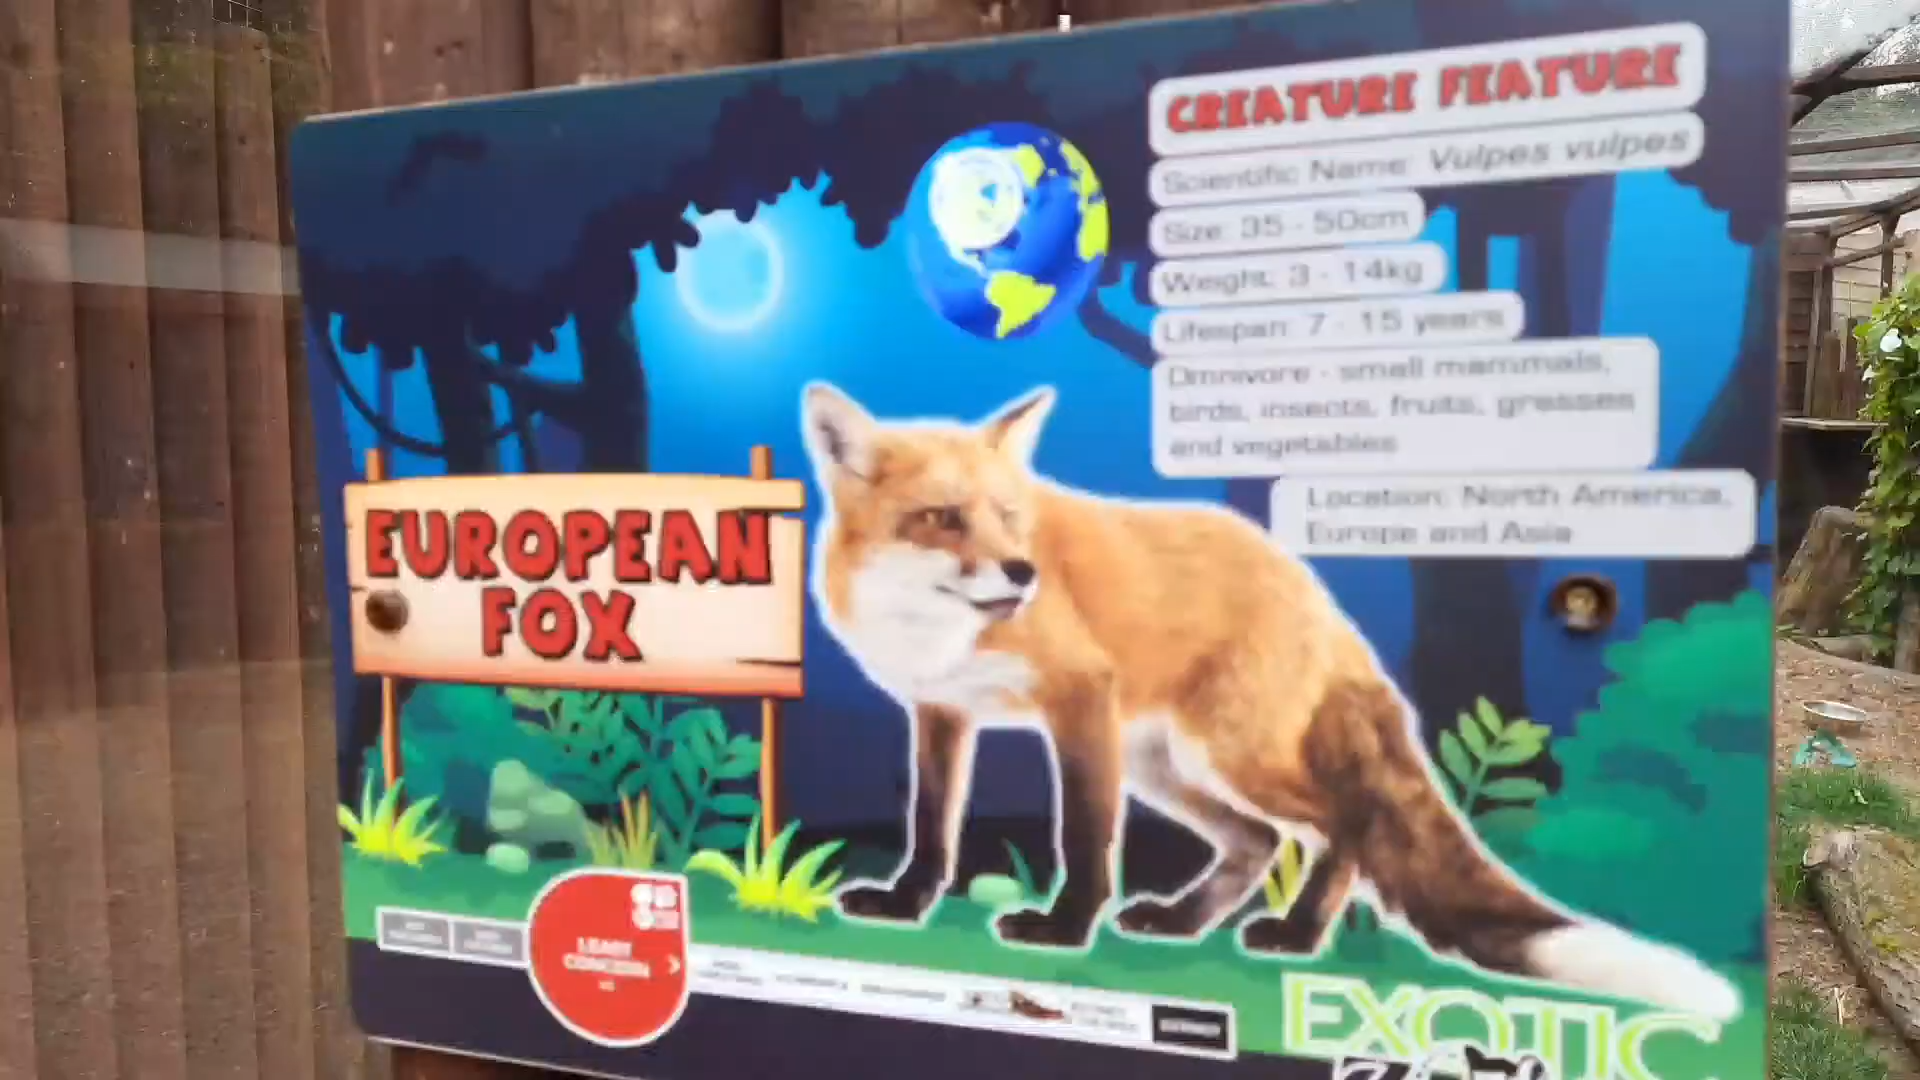 CREATURE FEATURE
Scientific Name: Vulpes vulpes
Size: 35 - 50cm
Weight: 3 - 14kg
Lifespan: 7 - 15 years
Omnivore - small mammals,
birds, insects, fruits, grasses
and vegetables
Location: North America,
Europe and Asia
EUROPEAN
FOX
LEAST
CONCERN
EXOTIC